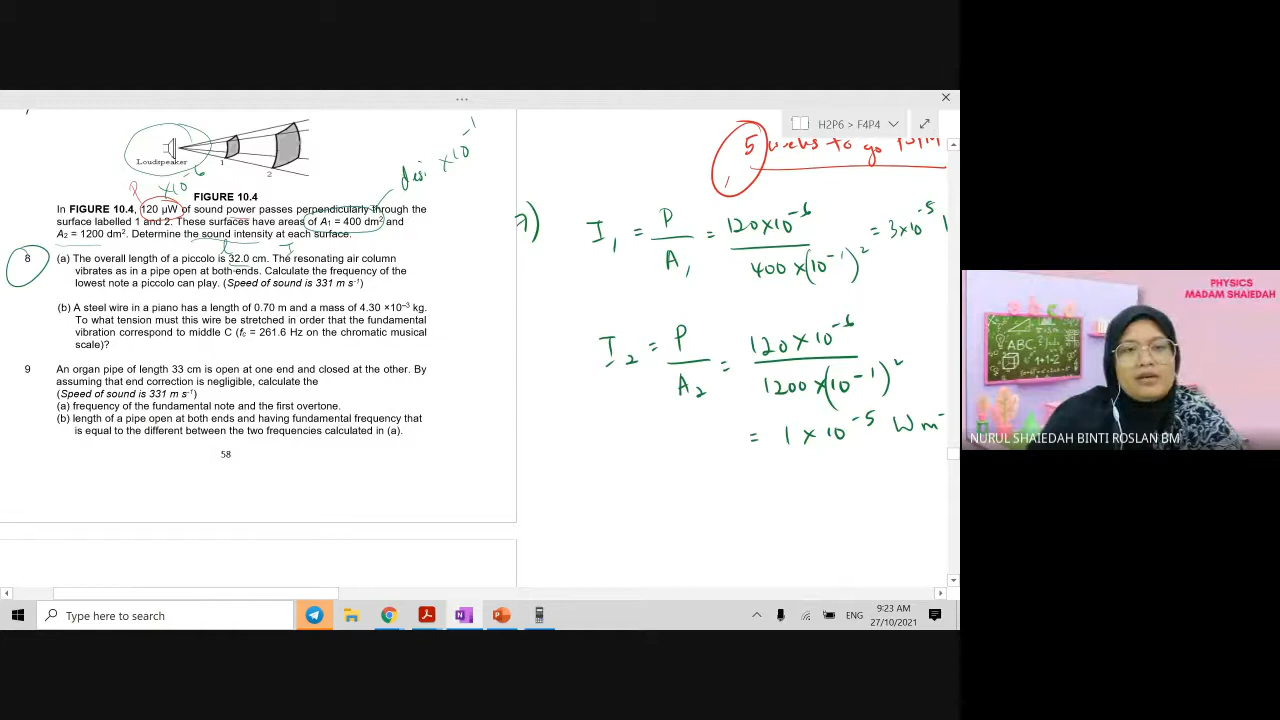 7
Loudspeaker
1
2
×10⁻⁶
P
desi ×10⁻¹
FIGURE 10.4
In FIGURE 10.4, 120 µW of sound power passes perpendicularly through the
surface labelled 1 and 2. These surfaces have areas of A₁ = 400 dm² and
A₂ = 1200 dm². Determine the sound intensity at each surface.
I
8 (a) The overall length of a piccolo is 32.0 cm. The resonating air column
vibrates as in a pipe open at both ends. Calculate the frequency of the
lowest note a piccolo can play. (Speed of sound is 331 m s⁻¹)
(b) A steel wire in a piano has a length of 0.70 m and a mass of 4.30 ×10⁻³ kg.
To what tension must this wire be stretched in order that the fundamental
vibration correspond to middle C (fc = 261.6 Hz on the chromatic musical
scale)?
9 An organ pipe of length 33 cm is open at one end and closed at the other. By
assuming that end correction is negligible, calculate the
(Speed of sound is 331 m s⁻¹)
(a) frequency of the fundamental note and the first overtone.
(b) length of a pipe open at both ends and having fundamental frequency that
is equal to the different between the two frequencies calculated in (a).
58
H2P6 > F4P4
5 weeks to go
7)
I₁ = P/A₁ = 120×10⁻⁶ / 400×(10⁻¹)² = 3×10⁻⁵
I₂ = P/A₂ = 120×10⁻⁶ / 1200×(10⁻¹)²
= 1 × 10⁻⁵ W m⁻
PHYSICS
MADAM SHAIEDAH
ABC
NURUL SHAIEDAH BINTI ROSLAN BM
Type here to search
ENG
9:23 AM
27/10/2021